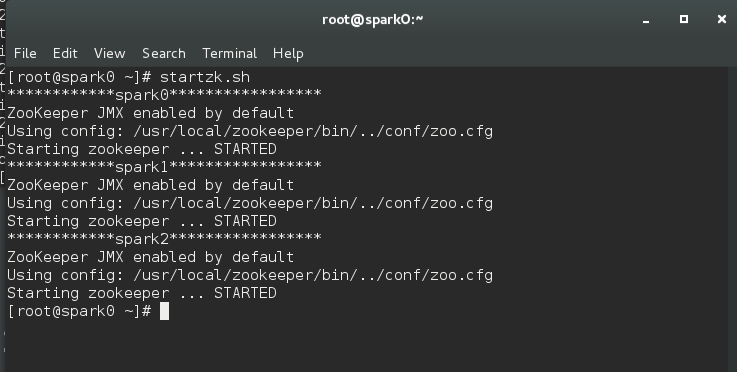 root@spark0:~
File Edit View Search Terminal Help
[root@spark0 ~]# startzk.sh
************spark0*****************
ZooKeeper JMX enabled by default
Using config: /usr/local/zookeeper/bin/../conf/zoo.cfg
Starting zookeeper ... STARTED
************spark1*****************
ZooKeeper JMX enabled by default
Using config: /usr/local/zookeeper/bin/../conf/zoo.cfg
Starting zookeeper ... STARTED
************spark2*****************
ZooKeeper JMX enabled by default
Using config: /usr/local/zookeeper/bin/../conf/zoo.cfg
Starting zookeeper ... STARTED
[root@spark0 ~]#